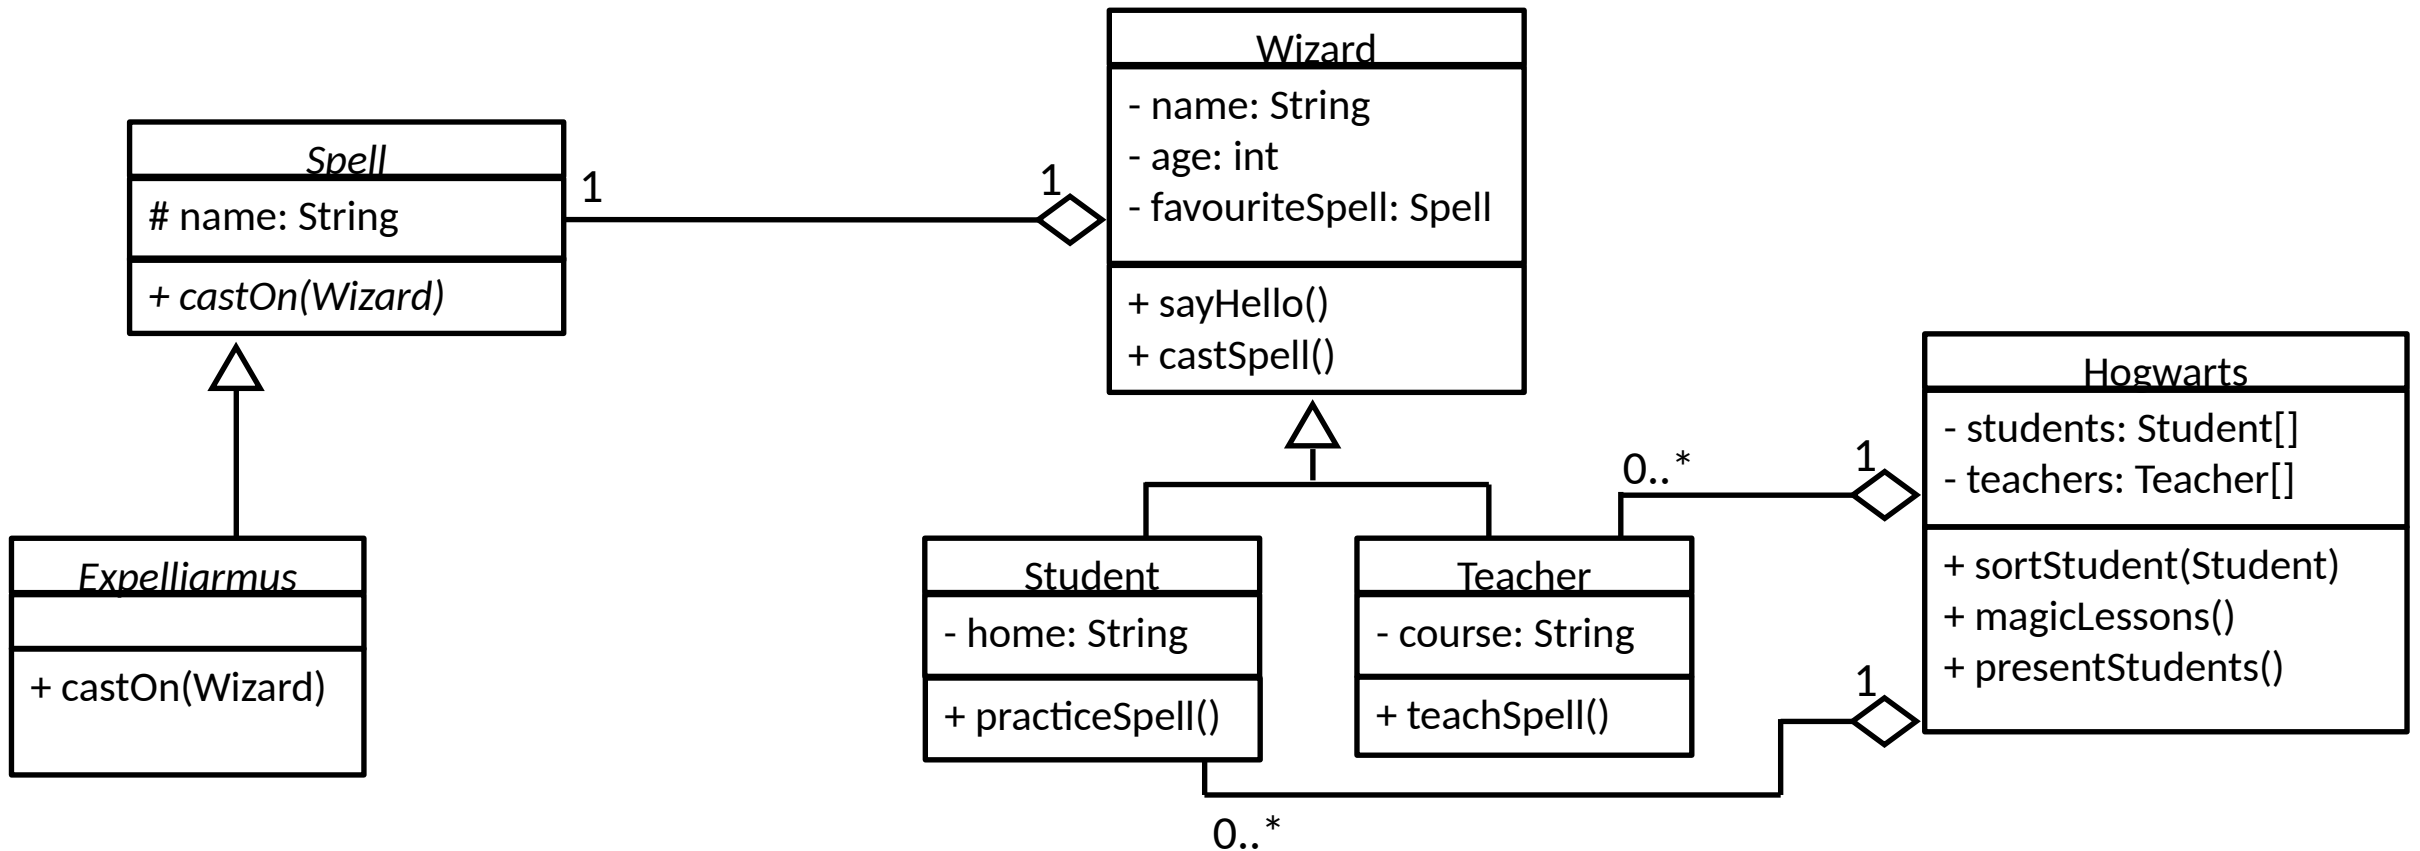 Wizard
- name: String
- age: int
- favouriteSpell: Spell
+ sayHello()
+ castSpell()
Spell
# name: String
+ castOn(Wizard)
1
1
Expelliarmus
+ castOn(Wizard)
Student
- home: String
+ practiceSpell()
Teacher
- course: String
+ teachSpell()
0..*
1
Hogwarts
- students: Student[]
- teachers: Teacher[]
+ sortStudent(Student)
+ magicLessons()
+ presentStudents()
1
0..*